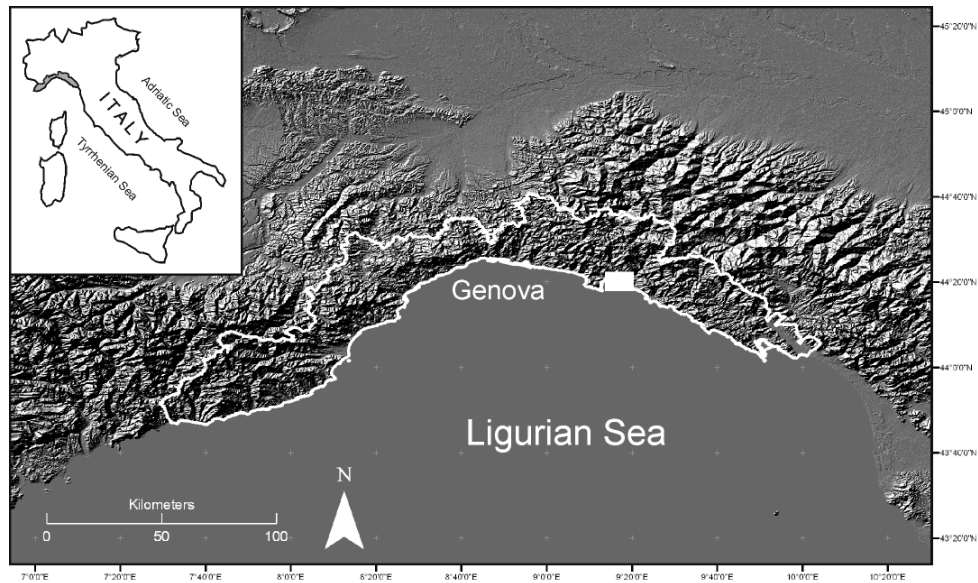 ITALY
Adriatic Sea
Tyrrhenian Sea
Genova
Ligurian Sea
N
Kilometers
0 50 100
45°20'0"N
45°0'0"N
44°40'0"N
44°20'0"N
44°0'0"N
43°40'0"N
43°20'0"N
7°0'0"E 7°20'0"E 7°40'0"E 8°0'0"E 8°20'0"E 8°40'0"E 9°0'0"E 9°20'0"E 9°40'0"E 10°0'0"E 10°20'0"E